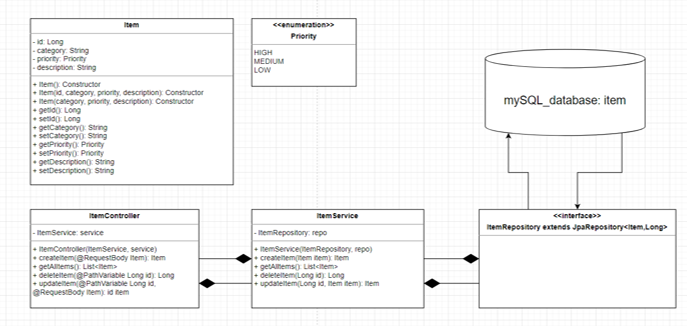 Item
- id: Long
- category: String
- priority: Priority
- description: String
+ Item(): Constructor
+ Item(id, category, priority, description): Constructor
+ Item(category, priority, description): Constructor
+ getId(): Long
+ setId(): Long
+ getCategory(): String
+ setCategory(): String
+ getPriority(): Priority
+ setPriority(): Priority
+ getDescription(): String
+ setDescription(): String
<<enumeration>>
Priority
HIGH
MEDIUM
LOW
mySQL_database: item
ItemController
- ItemService: service
+ ItemController(ItemService, service)
+ createItem(@RequestBody Item): Item
+ getAllItems(): List<Item>
+ deleteItem(@PathVariable Long id): Long
+ updateItem(@PathVariable Long id,
@RequestBody Item): id item
ItemService
- ItemRepository: repo
+ ItemService(ItemRepository, repo)
+ createItem(Item item): Item
+ getAllItems(): List<Item>
+ deleteItem(Long id): Long
+ updateItem(Long id, Item item): Item
<<interface>>
ItemRepository extends JpaRepository<Item,Long>